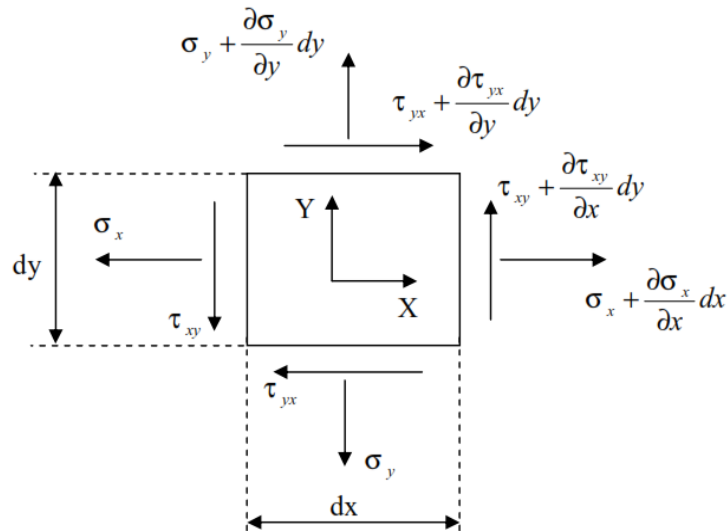 σ_y + ∂σ_y/∂y dy
τ_yx + ∂τ_yx/∂y dy
τ_xy + ∂τ_xy/∂x dy
Y
σ_x
dy
X
σ_x + ∂σ_x/∂x dx
τ_xy
τ_yx
σ_y
dx